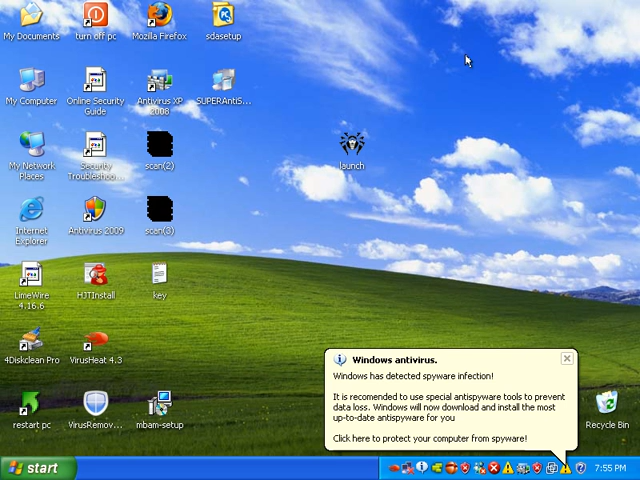 My Documents
turn off pc
Mozilla Firefox
sdasetup
My Computer
Online Security
Guide
Antivirus XP
2008
SUPERAntiS...
My Network
Places
Security
Troubleshoo...
scan(2)
launch
Internet
Explorer
Antivirus 2009
scan(3)
LimeWire
4.16.6
HJTInstall
key
4Diskclean Pro
VirusHeat 4.3
restart pc
VirusRemov...
mbam-setup
Recycle Bin
Windows antivirus.
Windows has detected spyware infection!
It is recomended to use special antispyware tools to prevent
data loss. Windows will now download and install the most
up-to-date antispyware for you
Click here to protect your computer from spyware!
start
7:55 PM